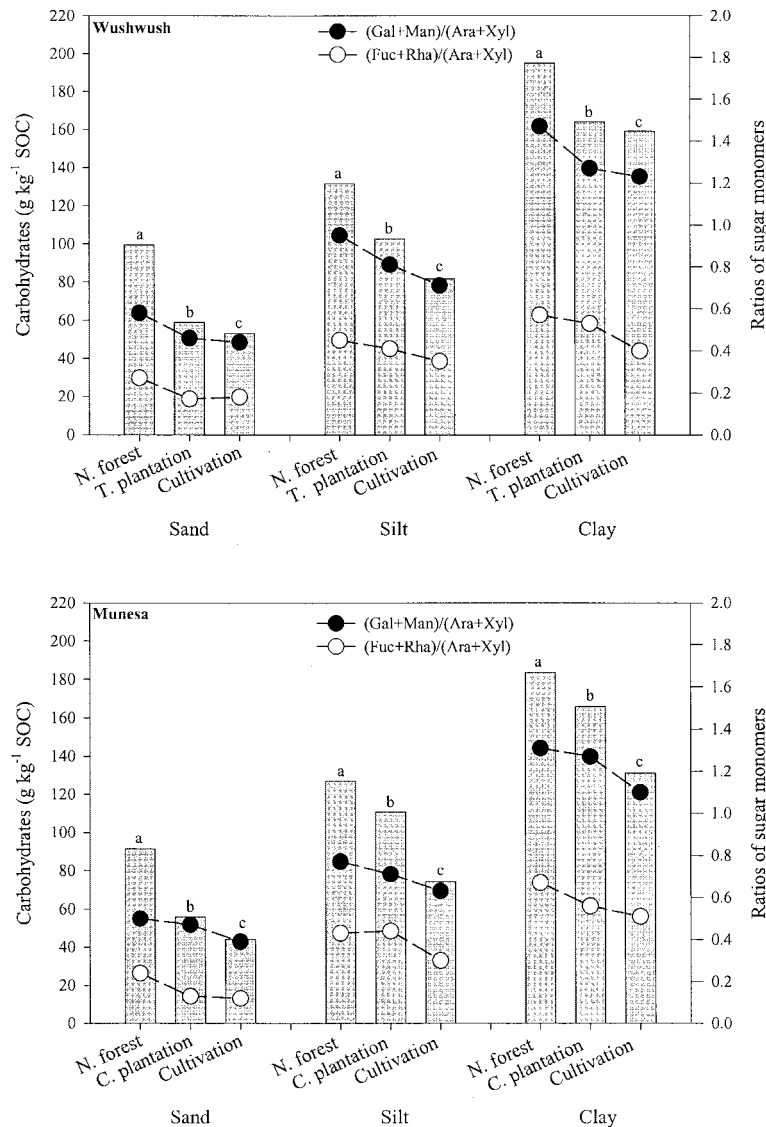 Wushwush
(Gal+Man)/(Ara+Xyl)
(Fuc+Rha)/(Ara+Xyl)
Carbohydrates (g kg-1 SOC)
220
200
180
160
140
120
100
80
60
40
20
0
a
b
c
a
b
c
a
b
c
2.0
1.8
1.6
1.4
1.2
1.0
0.8
0.6
0.4
0.2
0.0
Ratios of sugar monomers
N. forest
T. plantation
Cultivation
N. forest
T. plantation
Cultivation
N. forest
T. plantation
Cultivation
Sand Silt Clay
Munesa
(Gal+Man)/(Ara+Xyl)
(Fuc+Rha)/(Ara+Xyl)
Carbohydrates (g kg-1 SOC)
220
200
180
160
140
120
100
80
60
40
20
0
a
b
c
a
b
c
a
b
c
2.0
1.8
1.6
1.4
1.2
1.0
0.8
0.6
0.4
0.2
0.0
Ratios of sugar monomers
N. forest
C. plantation
Cultivation
N. forest
C. plantation
Cultivation
N. forest
C. plantation
Cultivation
Sand Silt Clay